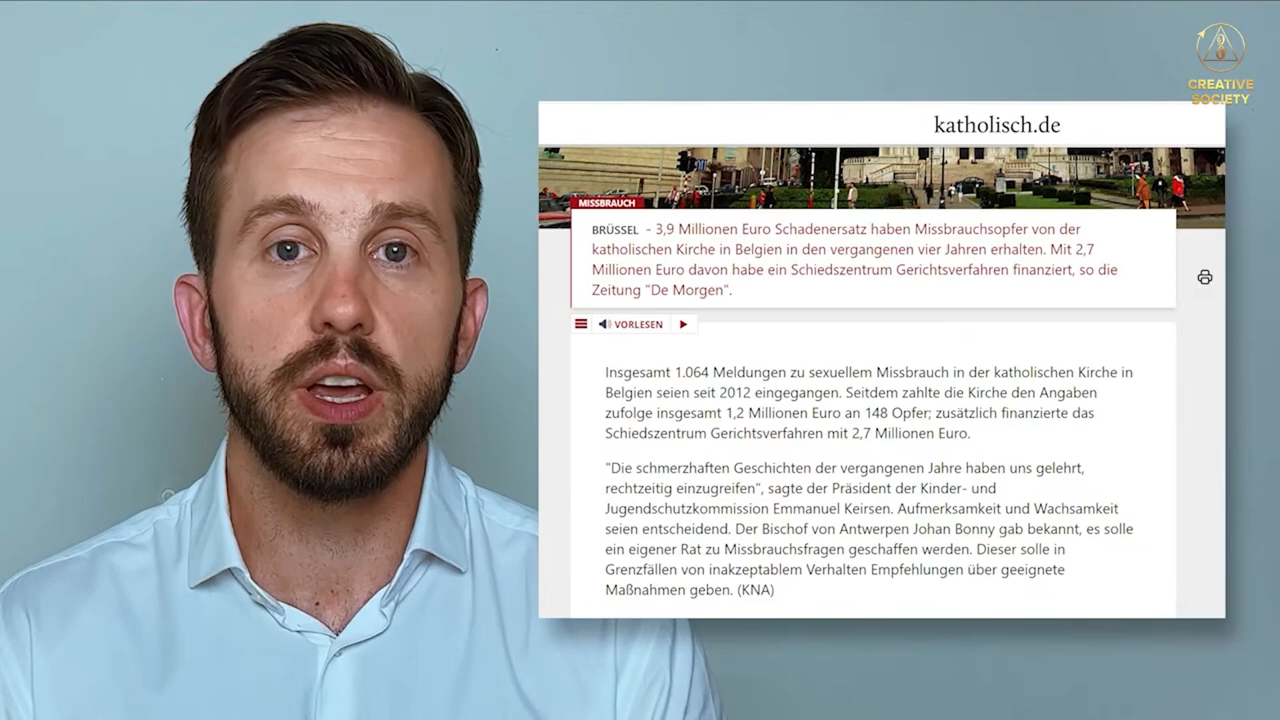 CREATIVE
SOCIETY
katholisch.de
MISSBRAUCH
BRÜSSEL - 3,9 Millionen Euro Schadenersatz haben Missbrauchsopfer von der
katholischen Kirche in Belgien in den vergangenen vier Jahren erhalten. Mit 2,7
Millionen Euro davon habe ein Schiedszentrum Gerichtsverfahren finanziert, so die
Zeitung "De Morgen".
VORLESEN
Insgesamt 1.064 Meldungen zu sexuellem Missbrauch in der katholischen Kirche in
Belgien seien seit 2012 eingegangen. Seitdem zahlte die Kirche den Angaben
zufolge insgesamt 1,2 Millionen Euro an 148 Opfer; zusätzlich finanzierte das
Schiedszentrum Gerichtsverfahren mit 2,7 Millionen Euro.
"Die schmerzhaften Geschichten der vergangenen Jahre haben uns gelehrt,
rechtzeitig einzugreifen", sagte der Präsident der Kinder- und
Jugendschutzkommission Emmanuel Keirsen. Aufmerksamkeit und Wachsamkeit
seien entscheidend. Der Bischof von Antwerpen Johan Bonny gab bekannt, es solle
ein eigener Rat zu Missbrauchsfragen geschaffen werden. Dieser solle in
Grenzfällen von inakzeptablem Verhalten Empfehlungen über geeignete
Maßnahmen geben. (KNA)